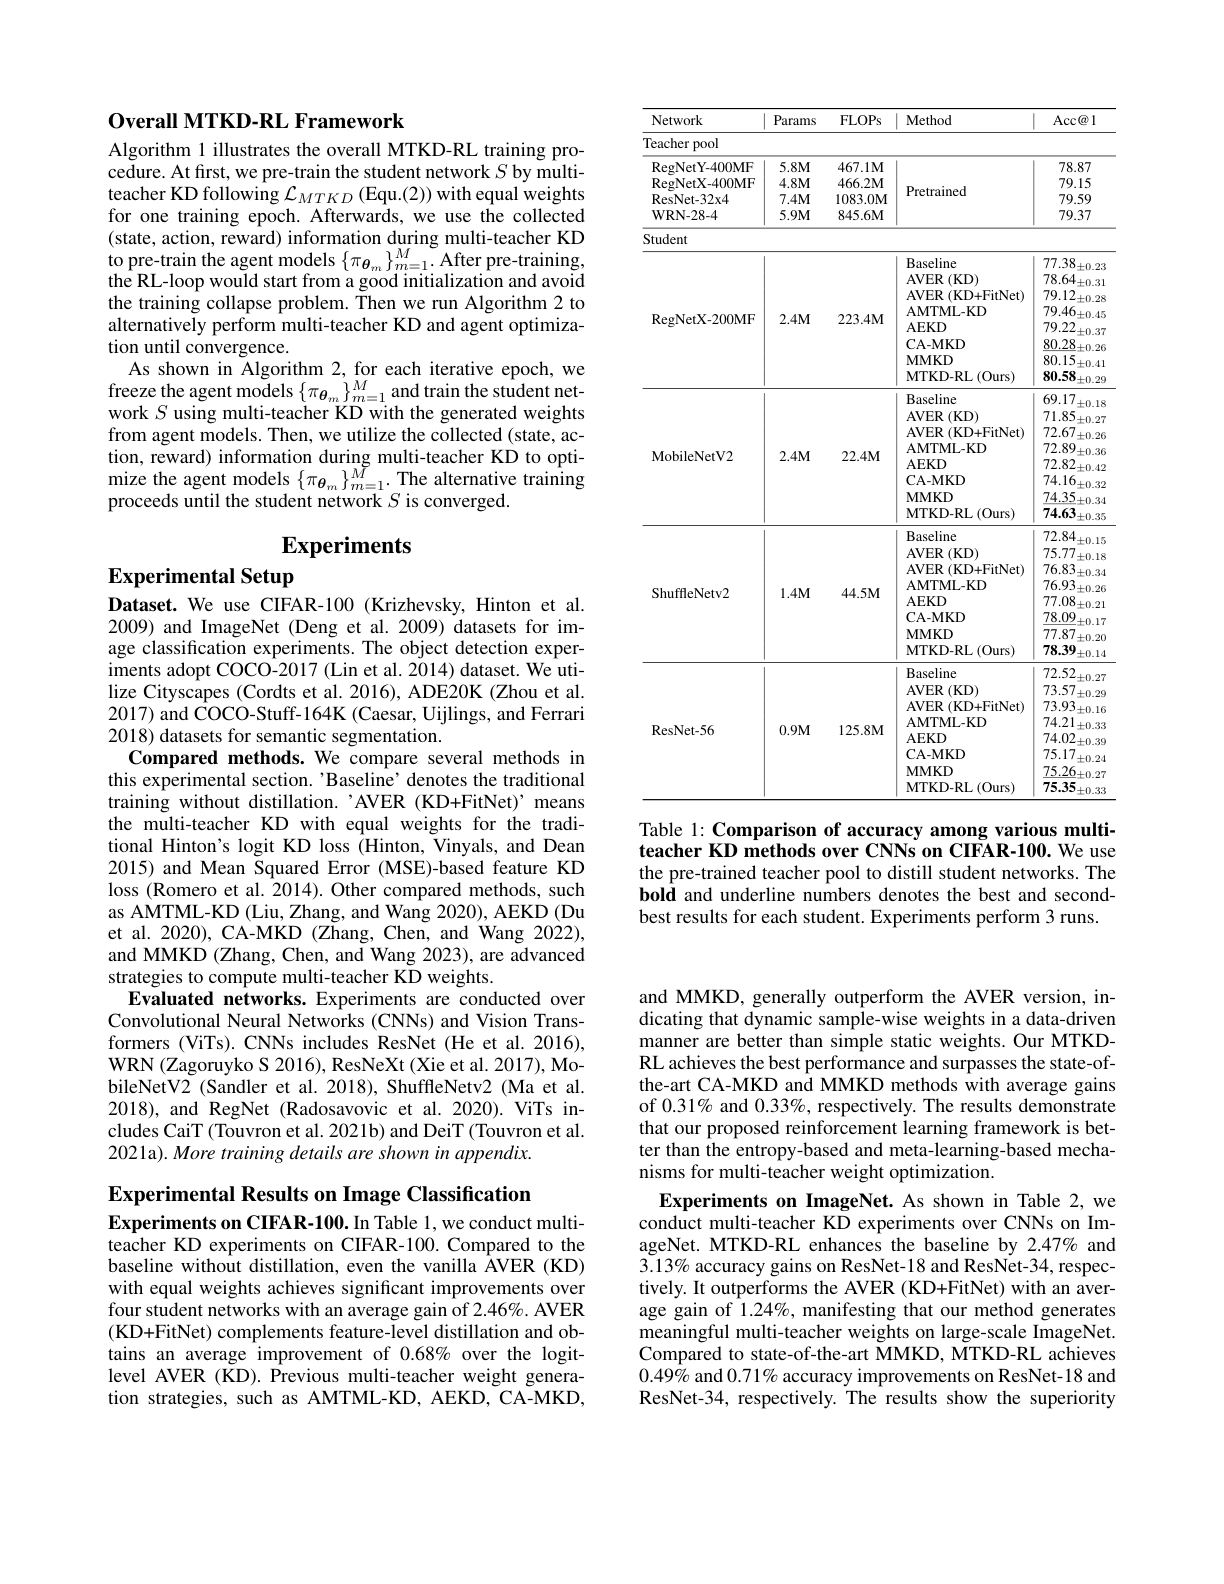 Overall MTKD-RL Framework
Algorithm 1 illustrates the overall MTKD-RL training pro-
cedure. At first, we pre-train the student network S by multi-
teacher KD following L_{MTKD} (Equ.(2)) with equal weights
for one training epoch. Afterwards, we use the collected
(state, action, reward) information during multi-teacher KD
to pre-train the agent models {π_{θ_m}}_{m=1}^{M}. After pre-training,
the RL-loop would start from a good initialization and avoid
the training collapse problem. Then we run Algorithm 2 to
alternatively perform multi-teacher KD and agent optimiza-
tion until convergence.
As shown in Algorithm 2, for each iterative epoch, we
freeze the agent models {π_{θ_m}}_{m=1}^{M} and train the student net-
work S using multi-teacher KD with the generated weights
from agent models. Then, we utilize the collected (state, ac-
tion, reward) information during multi-teacher KD to opti-
mize the agent models {π_{θ_m}}_{m=1}^{M}. The alternative training
proceeds until the student network S is converged.
Experiments
Experimental Setup
Dataset. We use CIFAR-100 (Krizhevsky, Hinton et al.
2009) and ImageNet (Deng et al. 2009) datasets for im-
age classification experiments. The object detection exper-
iments adopt COCO-2017 (Lin et al. 2014) dataset. We uti-
lize Cityscapes (Cordts et al. 2016), ADE20K (Zhou et al.
2017) and COCO-Stuff-164K (Caesar, Uijlings, and Ferrari
2018) datasets for semantic segmentation.
Compared methods. We compare several methods in
this experimental section. 'Baseline' denotes the traditional
training without distillation. 'AVER (KD+FitNet)' means
the multi-teacher KD with equal weights for the tradi-
tional Hinton's logit KD loss (Hinton, Vinyals, and Dean
2015) and Mean Squared Error (MSE)-based feature KD
loss (Romero et al. 2014). Other compared methods, such
as AMTML-KD (Liu, Zhang, and Wang 2020), AEKD (Du
et al. 2020), CA-MKD (Zhang, Chen, and Wang 2022),
and MMKD (Zhang, Chen, and Wang 2023), are advanced
strategies to compute multi-teacher KD weights.
Evaluated networks. Experiments are conducted over
Convolutional Neural Networks (CNNs) and Vision Trans-
formers (ViTs). CNNs includes ResNet (He et al. 2016),
WRN (Zagoruyko S 2016), ResNeXt (Xie et al. 2017), Mo-
bileNetV2 (Sandler et al. 2018), ShuffleNetv2 (Ma et al.
2018), and RegNet (Radosavovic et al. 2020). ViTs in-
cludes CaiT (Touvron et al. 2021b) and DeiT (Touvron et al.
2021a). More training details are shown in appendix.
Experimental Results on Image Classification
Experiments on CIFAR-100. In Table 1, we conduct multi-
teacher KD experiments on CIFAR-100. Compared to the
baseline without distillation, even the vanilla AVER (KD)
with equal weights achieves significant improvements over
four student networks with an average gain of 2.46%. AVER
(KD+FitNet) complements feature-level distillation and ob-
tains an average improvement of 0.68% over the logit-
level AVER (KD). Previous multi-teacher weight genera-
tion strategies, such as AMTML-KD, AEKD, CA-MKD,
Network Params FLOPs Method Acc@1
Teacher pool
RegNetY-400MF 5.8M 467.1M 78.87
RegNetX-400MF 4.8M 466.2M 79.15
Pretrained
ResNet-32x4 7.4M 1083.0M 79.59
WRN-28-4 5.9M 845.6M 79.37
Student
Baseline 77.38±0.23
AVER (KD) 78.64±0.31
AVER (KD+FitNet) 79.12±0.28
AMTML-KD 79.46±0.45
RegNetX-200MF 2.4M 223.4M
AEKD 79.22±0.37
CA-MKD 80.28±0.26
MMKD 80.15±0.41
MTKD-RL (Ours) 80.58±0.29
Baseline 69.17±0.18
AVER (KD) 71.85±0.27
AVER (KD+FitNet) 72.67±0.26
AMTML-KD 72.89±0.36
MobileNetV2 2.4M 22.4M
AEKD 72.82±0.42
CA-MKD 74.16±0.32
MMKD 74.35±0.34
MTKD-RL (Ours) 74.63±0.35
Baseline 72.84±0.15
AVER (KD) 75.77±0.18
AVER (KD+FitNet) 76.83±0.34
AMTML-KD 76.93±0.26
ShuffleNetv2 1.4M 44.5M
AEKD 77.08±0.21
CA-MKD 78.09±0.17
MMKD 77.87±0.20
MTKD-RL (Ours) 78.39±0.14
Baseline 72.52±0.27
AVER (KD) 73.57±0.29
AVER (KD+FitNet) 73.93±0.16
AMTML-KD 74.21±0.33
ResNet-56 0.9M 125.8M
AEKD 74.02±0.39
CA-MKD 75.17±0.24
MMKD 75.26±0.27
MTKD-RL (Ours) 75.35±0.33
Table 1: Comparison of accuracy among various multi-
teacher KD methods over CNNs on CIFAR-100. We use
the pre-trained teacher pool to distill student networks. The
bold and underline numbers denotes the best and second-
best results for each student. Experiments perform 3 runs.
and MMKD, generally outperform the AVER version, in-
dicating that dynamic sample-wise weights in a data-driven
manner are better than simple static weights. Our MTKD-
RL achieves the best performance and surpasses the state-of-
the-art CA-MKD and MMKD methods with average gains
of 0.31% and 0.33%, respectively. The results demonstrate
that our proposed reinforcement learning framework is bet-
ter than the entropy-based and meta-learning-based mecha-
nisms for multi-teacher weight optimization.
Experiments on ImageNet. As shown in Table 2, we
conduct multi-teacher KD experiments over CNNs on Im-
ageNet. MTKD-RL enhances the baseline by 2.47% and
3.13% accuracy gains on ResNet-18 and ResNet-34, respec-
tively. It outperforms the AVER (KD+FitNet) with an aver-
age gain of 1.24%, manifesting that our method generates
meaningful multi-teacher weights on large-scale ImageNet.
Compared to state-of-the-art MMKD, MTKD-RL achieves
0.49% and 0.71% accuracy improvements on ResNet-18 and
ResNet-34, respectively. The results show the superiority